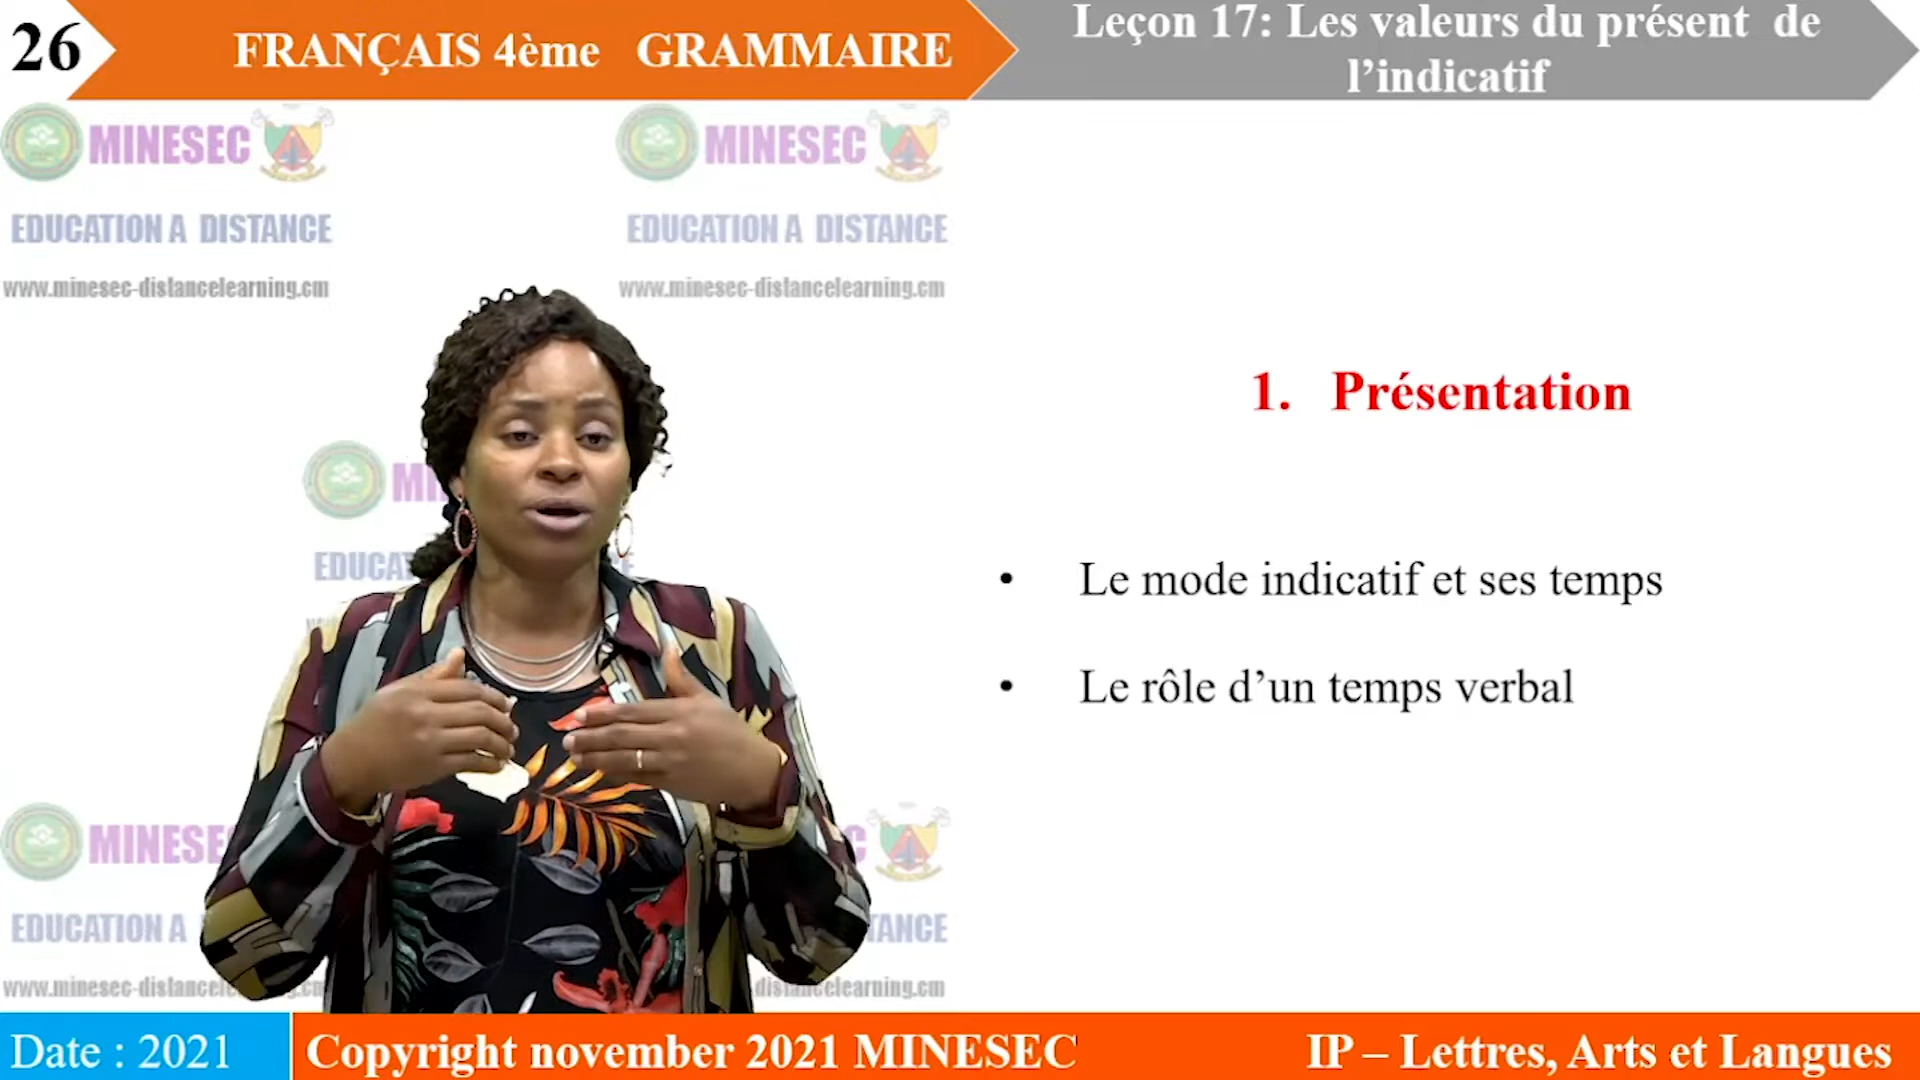 26
FRANÇAIS 4ème GRAMMAIRE
Leçon 17: Les valeurs du présent de
l’indicatif
MINESEC
EDUCATION A DISTANCE
www.minesec-distancelearning.cm
MINESEC
EDUCATION A DISTANCE
www.minesec-distancelearning.cm
1. Présentation
• Le mode indicatif et ses temps
• Le rôle d’un temps verbal
Date : 2021
Copyright november 2021 MINESEC
IP – Lettres, Arts et Langues